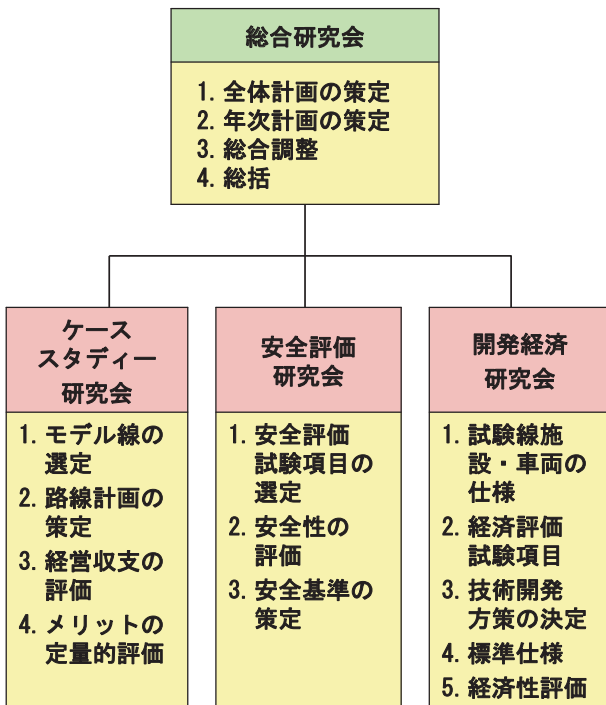 総合研究会
1. 全体計画の策定
2. 年次計画の策定
3. 総合調整
4. 総括
ケース
スタディー
研究会
1. モデル線の
選定
2. 路線計画の
策定
3. 経営収支の
評価
4. メリットの
定量的評価
安全評価
研究会
1. 安全評価
試験項目の
選定
2. 安全性の
評価
3. 安全基準の
策定
開発経済
研究会
1. 試験線施
設・車両の
仕様
2. 経済評価
試験項目
3. 技術開発
方策の決定
4. 標準仕様
5. 経済性評価